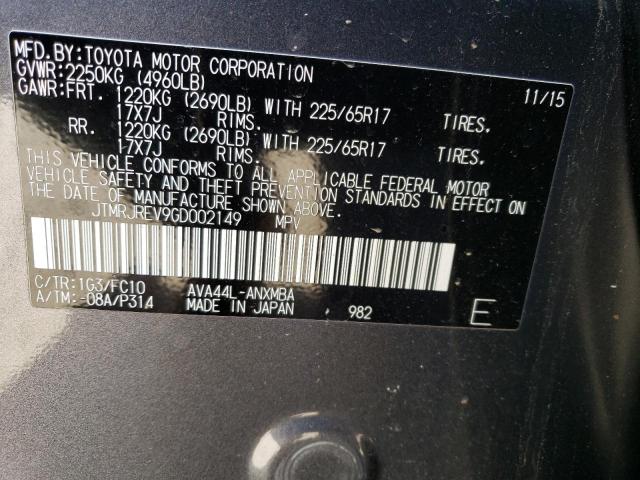 MFD.BY:TOYOTA MOTOR CORPORATION 11/15
GVWR:2250KG (4960LB)
GAWR:FRT. 1220KG (2690LB) WITH 225/65R17 TIRES.
17X7J RIMS.
RR. 1220KG (2690LB) WITH 225/65R17 TIRES.
17X7J RIMS.
THIS VEHICLE CONFORMS TO ALL APPLICABLE FEDERAL MOTOR
VEHICLE SAFETY AND THEFT PREVENTION STANDARDS IN EFFECT ON
THE DATE OF MANUFACTURE SHOWN ABOVE.
JTMRJREV9GD002149 MPV
C/TR:1G3/FC10 AVA44L-ANXMBA
A/TM:-08A/P314 MADE IN JAPAN 982 E